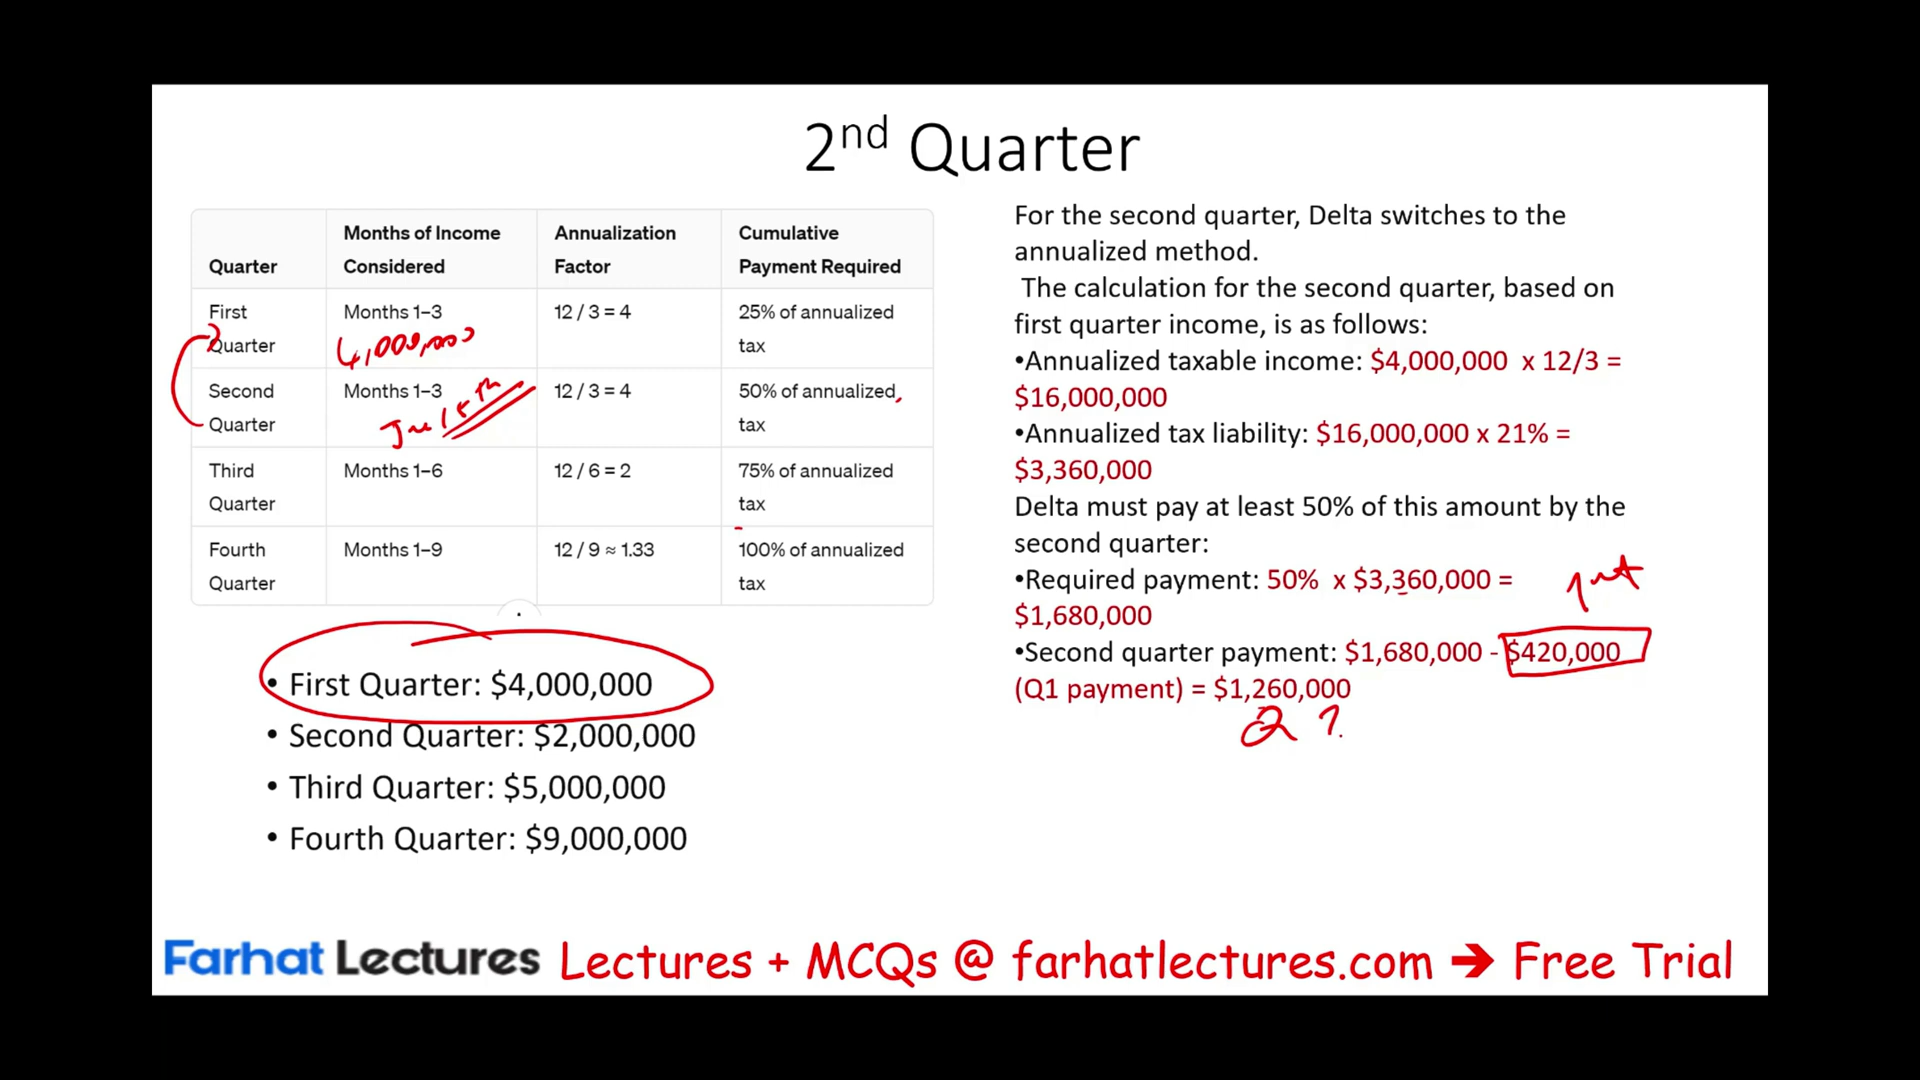 2nd Quarter
Quarter
Months of Income
Considered
Annualization
Factor
Cumulative
Payment Required
First
Quarter
Months 1–3
4,000,000
12 / 3 = 4
25% of annualized
tax
Second
Quarter
Months 1–3
12 / 3 = 4
50% of annualized
tax
Third
Quarter
Months 1–6
12 / 6 = 2
75% of annualized
tax
Fourth
Quarter
Months 1–9
12 / 9 ≈ 1.33
100% of annualized
tax
• First Quarter: $4,000,000
• Second Quarter: $2,000,000
• Third Quarter: $5,000,000
• Fourth Quarter: $9,000,000
For the second quarter, Delta switches to the
annualized method.
The calculation for the second quarter, based on
first quarter income, is as follows:
•Annualized taxable income: $4,000,000 x 12/3 =
$16,000,000
•Annualized tax liability: $16,000,000 x 21% =
$3,360,000
Delta must pay at least 50% of this amount by the
second quarter:
•Required payment: 50% x $3,360,000 =
$1,680,000
•Second quarter payment: $1,680,000 - $420,000
(Q1 payment) = $1,260,000
Farhat Lectures Lectures + MCQs @ farhatlectures.com ➔ Free Trial